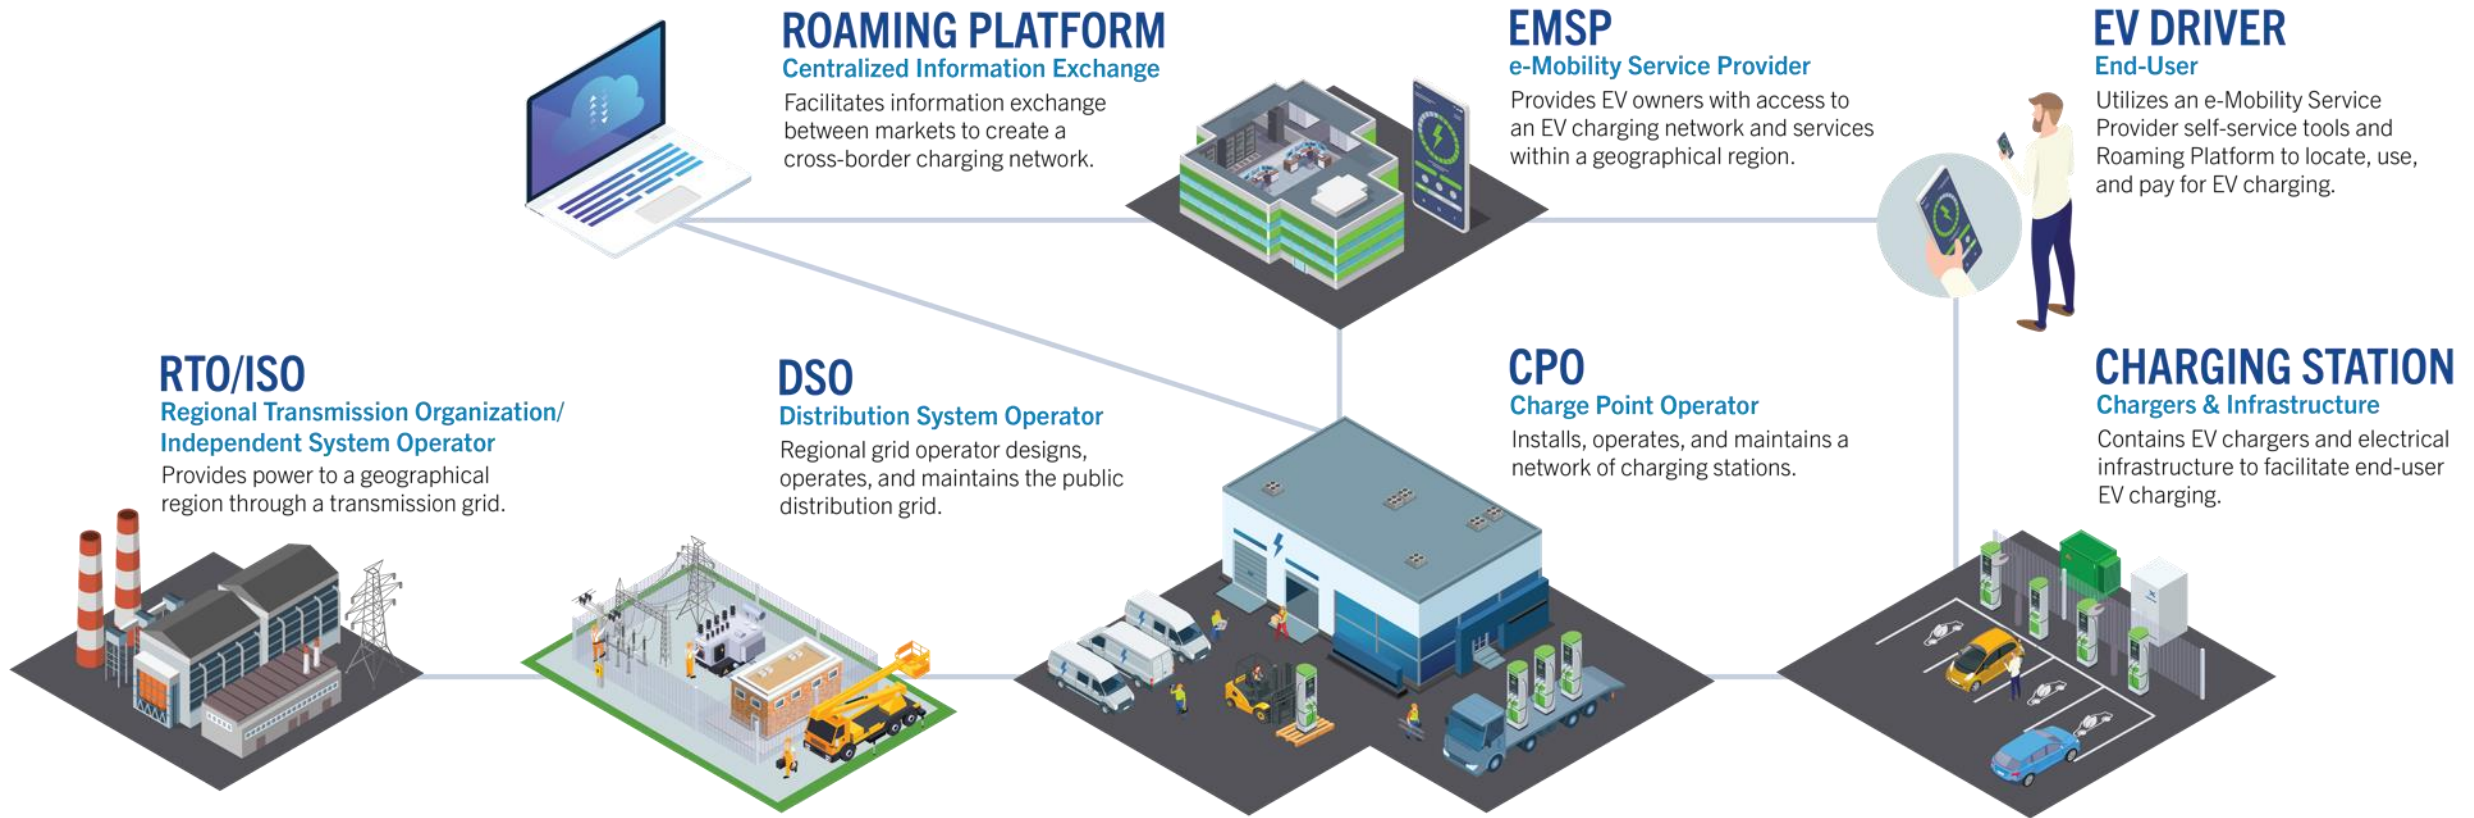 ROAMING PLATFORM
Centralized Information Exchange
Facilitates information exchange
between markets to create a
cross-border charging network.
EMSP
e-Mobility Service Provider
Provides EV owners with access to
an EV charging network and services
within a geographical region.
EV DRIVER
End-User
Utilizes an e-Mobility Service
Provider self-service tools and
Roaming Platform to locate, use,
and pay for EV charging.
RTO/ISO
Regional Transmission Organization/
Independent System Operator
Provides power to a geographical
region through a transmission grid.
DSO
Distribution System Operator
Regional grid operator designs,
operates, and maintains the public
distribution grid.
CPO
Charge Point Operator
Installs, operates, and maintains a
network of charging stations.
CHARGING STATION
Chargers & Infrastructure
Contains EV chargers and electrical
infrastructure to facilitate end-user
EV charging.